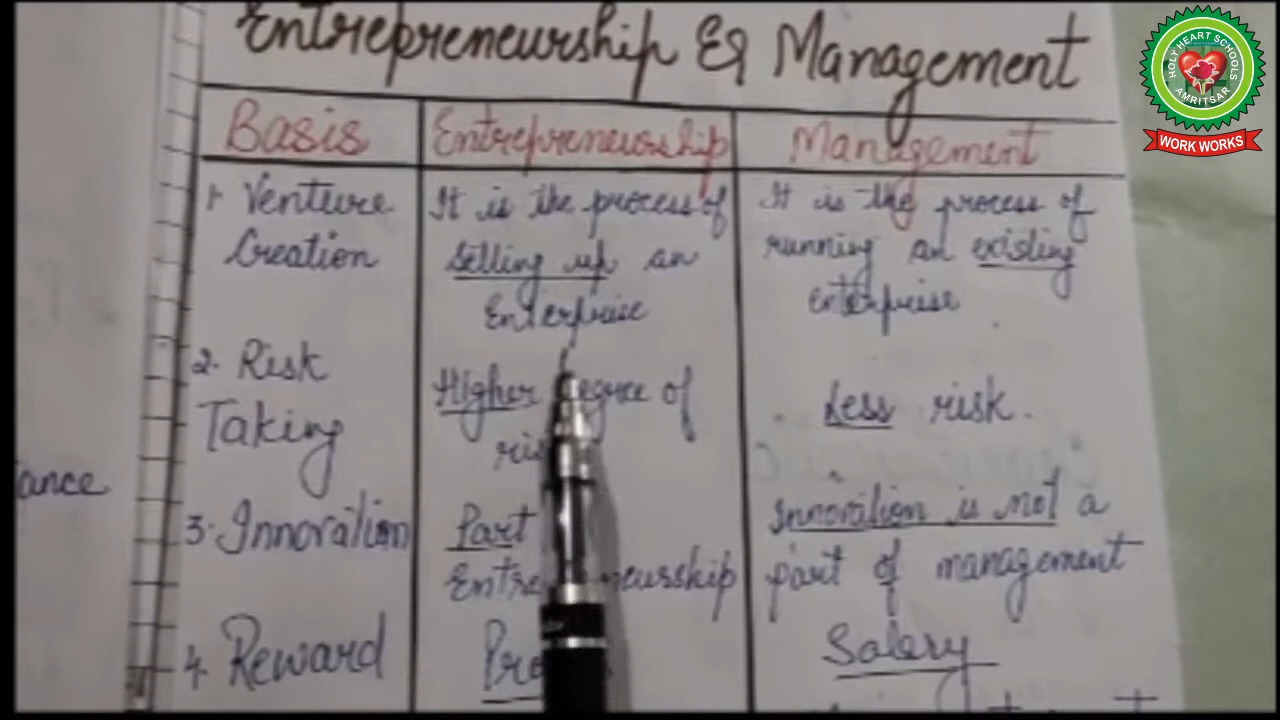 Entrepreneurship & Management
Basis Entrepreneurship Management
1. Venture Creation
It is the process of
setting up an
Enterprise
It is the process of
running an existing
enterprise
2. Risk
Taking
Higher degree of
Less risk.
3. Innovation
Part
Innovation is not a
part of management
4. Reward
Salary
ance
HOLY HEART SCHOOLS
AMRITSAR
WORK WORKS